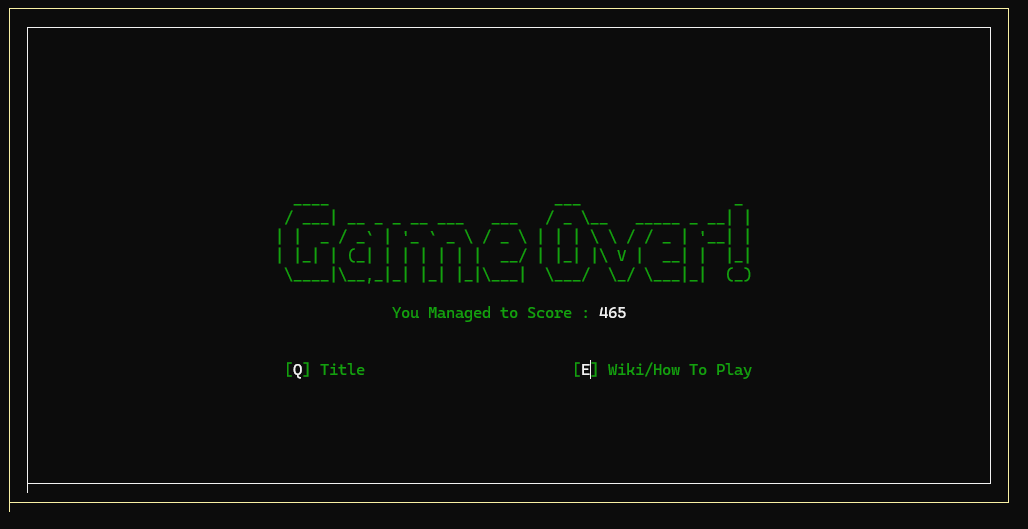 Game Over!
You Managed to Score : 465
[Q] Title
[E] Wiki/How To Play